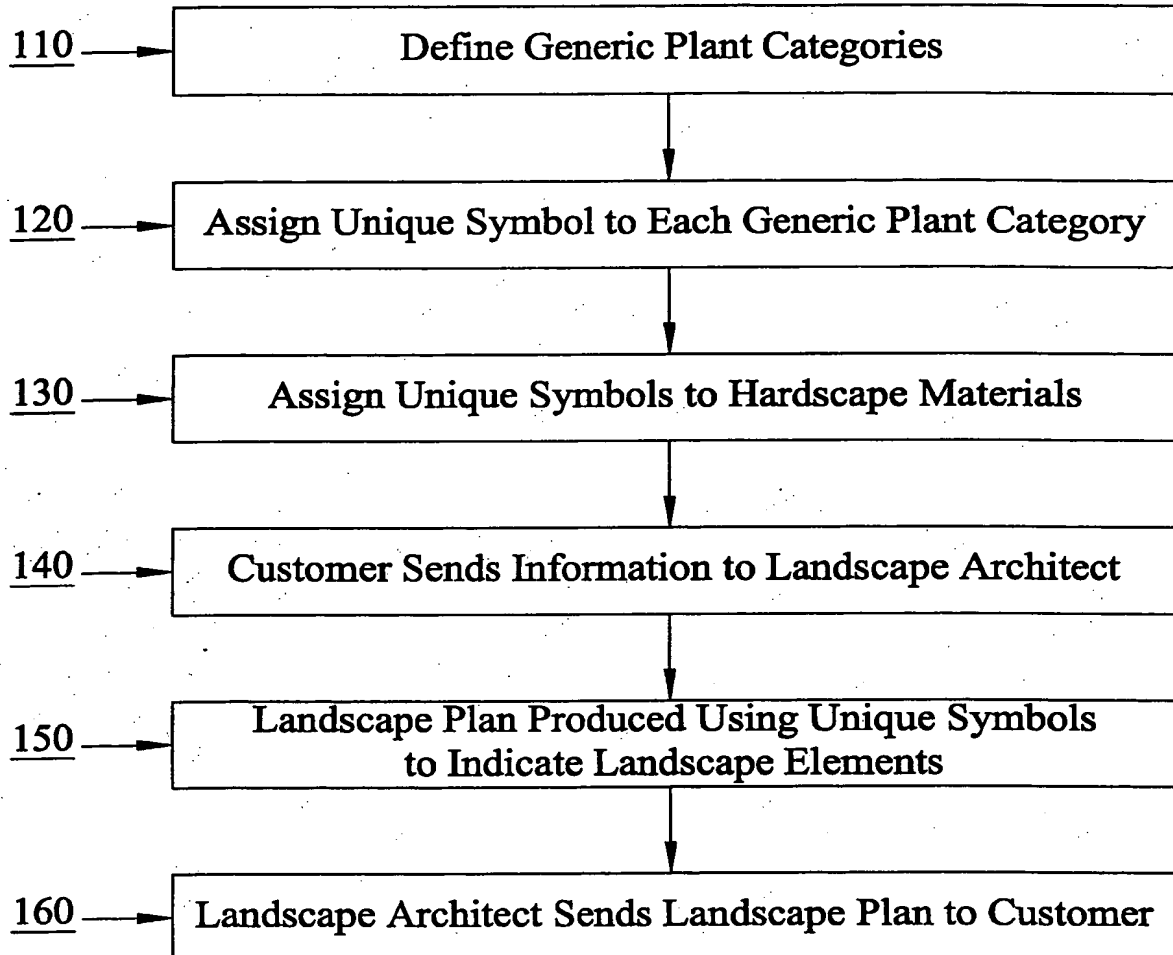 110
Define Generic Plant Categories
120
Assign Unique Symbol to Each Generic Plant Category
130
Assign Unique Symbols to Hardscape Materials
140
Customer Sends Information to Landscape Architect
150
Landscape Plan Produced Using Unique Symbols
to Indicate Landscape Elements
160
Landscape Architect Sends Landscape Plan to Customer